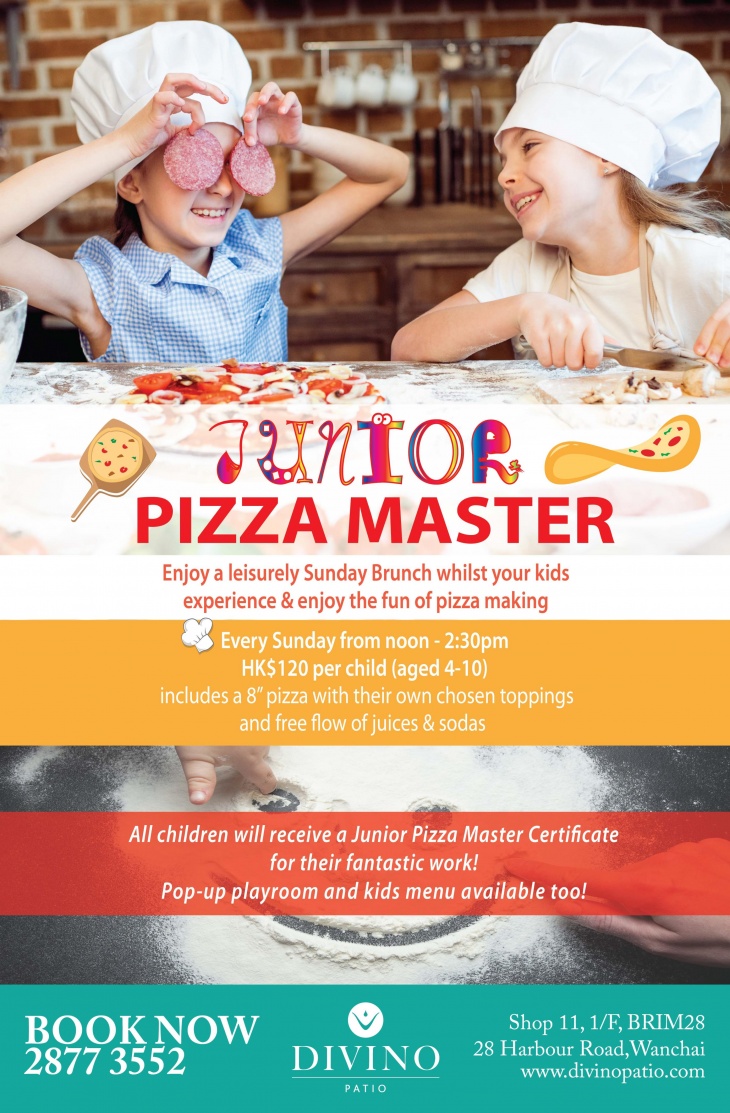 JUNIOR
PIZZA MASTER
Enjoy a leisurely Sunday Brunch whilst your kids
experience & enjoy the fun of pizza making
Every Sunday from noon - 2:30pm
HK$120 per child (aged 4-10)
includes a 8” pizza with their own chosen toppings
and free flow of juices & sodas
All children will receive a Junior Pizza Master Certificate
for their fantastic work!
Pop-up playroom and kids menu available too!
BOOK NOW
2877 3552
DIVINO
PATIO
Shop 11, 1/F, BRIM28
28 Harbour Road,Wanchai
www.divinopatio.com